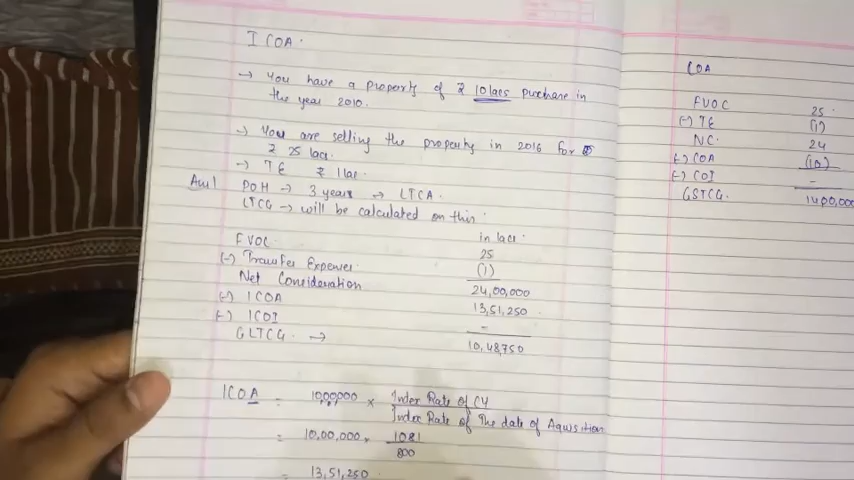 ICOA.
→ You have a property of ₹ 10 lacs purchase in
the year 2010.
→ You are selling the property in 2016 for
₹ 25 lacs.
→ TE ₹ 1 lac.
Ans1 POH → 3 years → LTCA.
LTCG → will be calculated on this.
in lacs.
FVOC 25
(-) Transfer Expenses (1)
Net Consideration 24,00,000
(-) ICOA 13,51,250
(-) ICOI -
GLTCG. → 10,48,750
ICOA = 1000000 × Index Rate of CY
Index Rate of The date of Aqusition
= 10,00,000 × 1081
800
= 13,51,250
COA
FVOC 25
(-) TE (1)
NC. 24
(-) COA (10)
(-) COI -
GSTCG. 1400,000